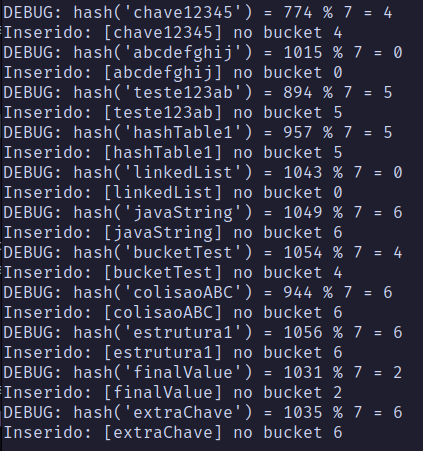 DEBUG: hash('chave12345') = 774 % 7 = 4
Inserido: [chave12345] no bucket 4
DEBUG: hash('abcdefghij') = 1015 % 7 = 0
Inserido: [abcdefghij] no bucket 0
DEBUG: hash('teste123ab') = 894 % 7 = 5
Inserido: [teste123ab] no bucket 5
DEBUG: hash('hashTable1') = 957 % 7 = 5
Inserido: [hashTable1] no bucket 5
DEBUG: hash('linkedList') = 1043 % 7 = 0
Inserido: [linkedList] no bucket 0
DEBUG: hash('javaString') = 1049 % 7 = 6
Inserido: [javaString] no bucket 6
DEBUG: hash('bucketTest') = 1054 % 7 = 4
Inserido: [bucketTest] no bucket 4
DEBUG: hash('colisaoABC') = 944 % 7 = 6
Inserido: [colisaoABC] no bucket 6
DEBUG: hash('estrutura1') = 1056 % 7 = 6
Inserido: [estrutura1] no bucket 6
DEBUG: hash('finalValue') = 1031 % 7 = 2
Inserido: [finalValue] no bucket 2
DEBUG: hash('extraChave') = 1035 % 7 = 6
Inserido: [extraChave] no bucket 6